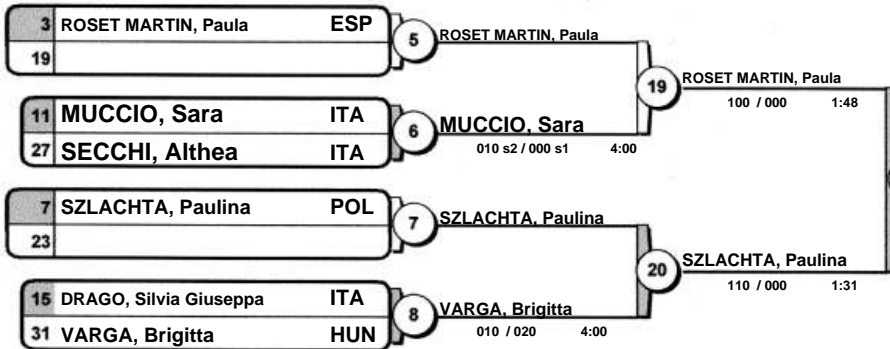 3 ROSET MARTIN, Paula ESP
19
5
ROSET MARTIN, Paula
11 MUCCIO, Sara ITA
27 SECCHI, Althea ITA
6
MUCCIO, Sara
010 s2 / 000 s1 4:00
19
ROSET MARTIN, Paula
100 / 000 1:48
7 SZLACHTA, Paulina POL
23
7
SZLACHTA, Paulina
15 DRAGO, Silvia Giuseppa ITA
31 VARGA, Brigitta HUN
8
VARGA, Brigitta
010 / 020 4:00
20
SZLACHTA, Paulina
110 / 000 1:31